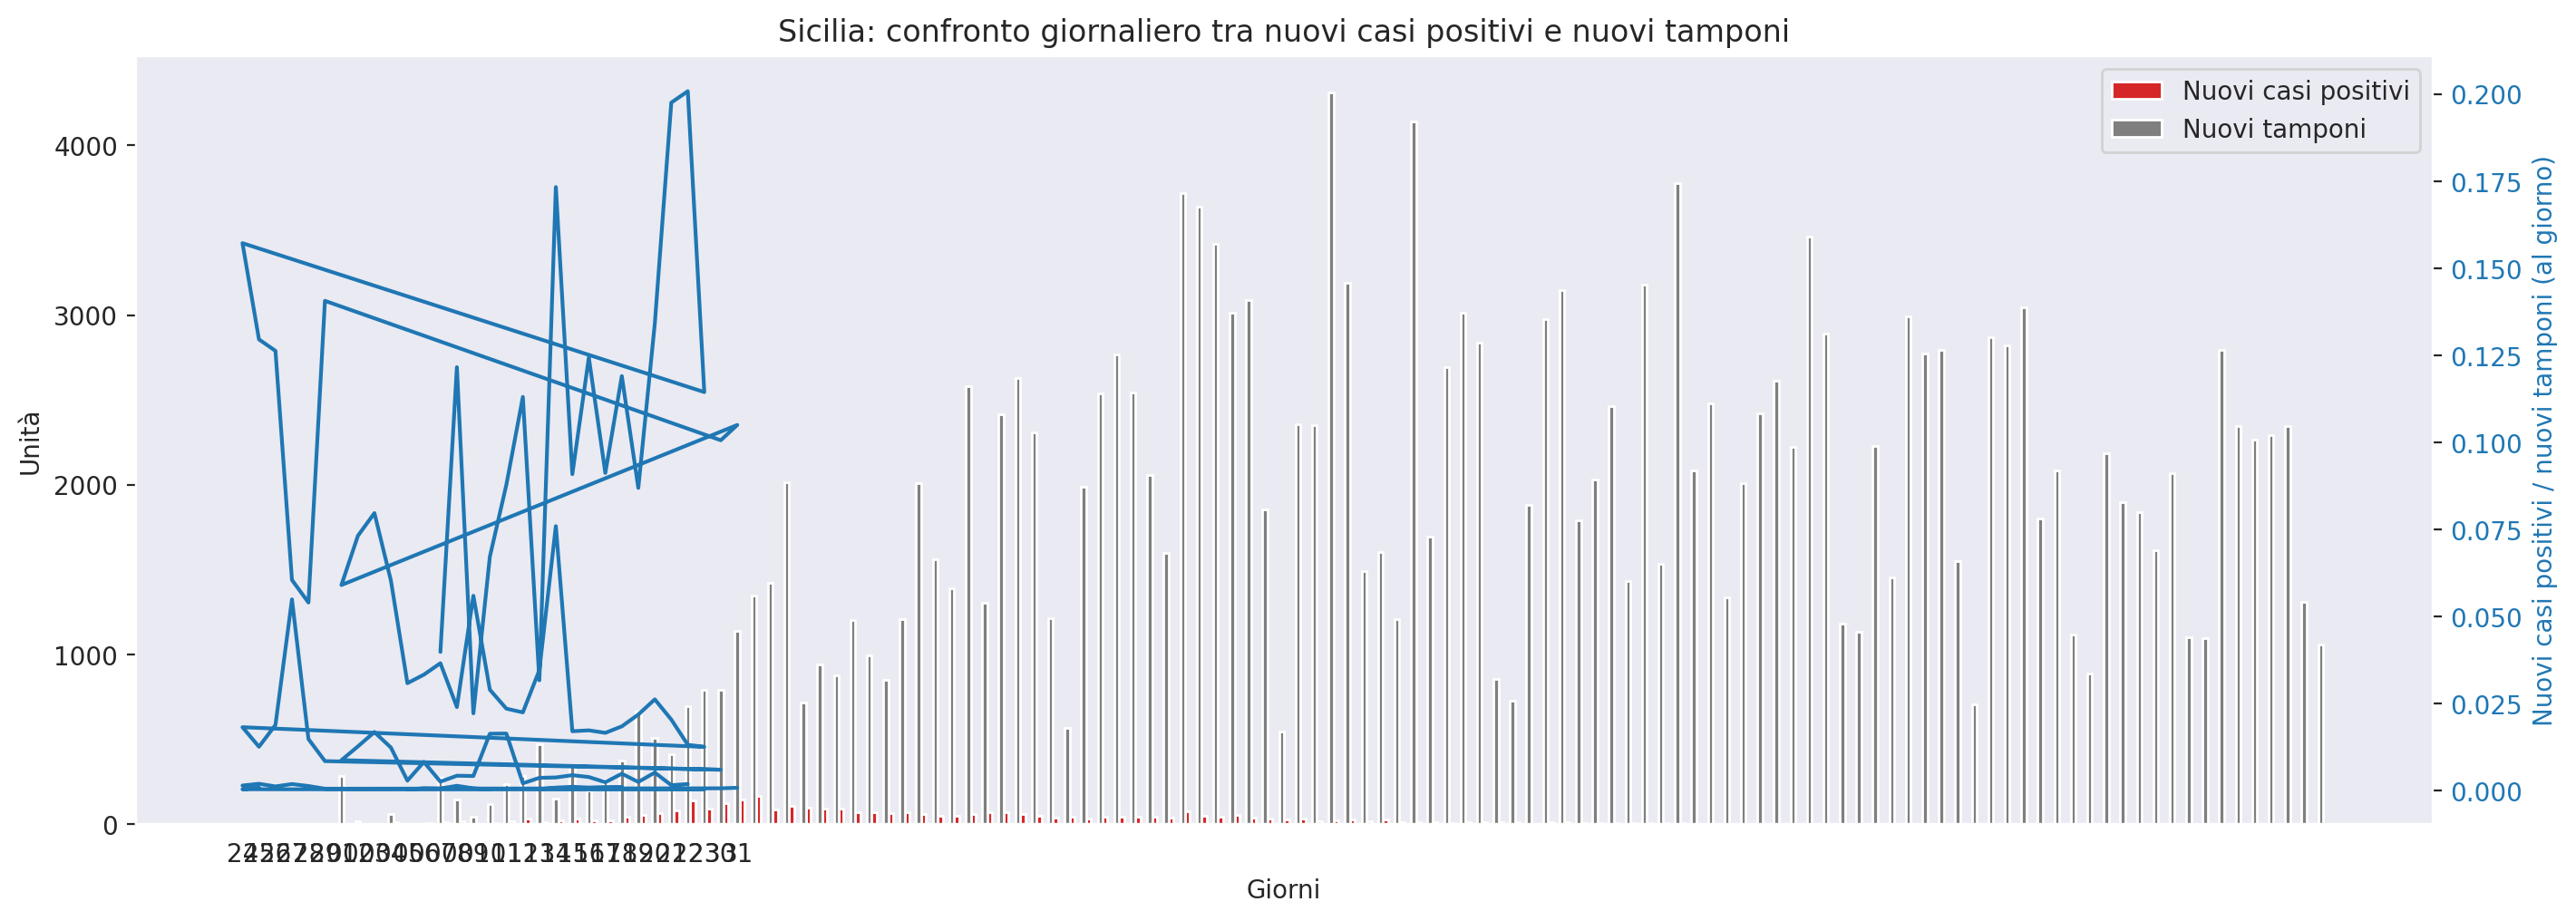 Sicilia: confronto giornaliero tra nuovi casi positivi e nuovi tamponi
Nuovi casi positivi
Nuovi tamponi
Unità
4000
3000
2000
1000
0
0.200
0.175
0.150
0.125
0.100
0.075
0.050
0.025
0.000
Nuovi casi positivi / nuovi tamponi (al giorno)
Giorni